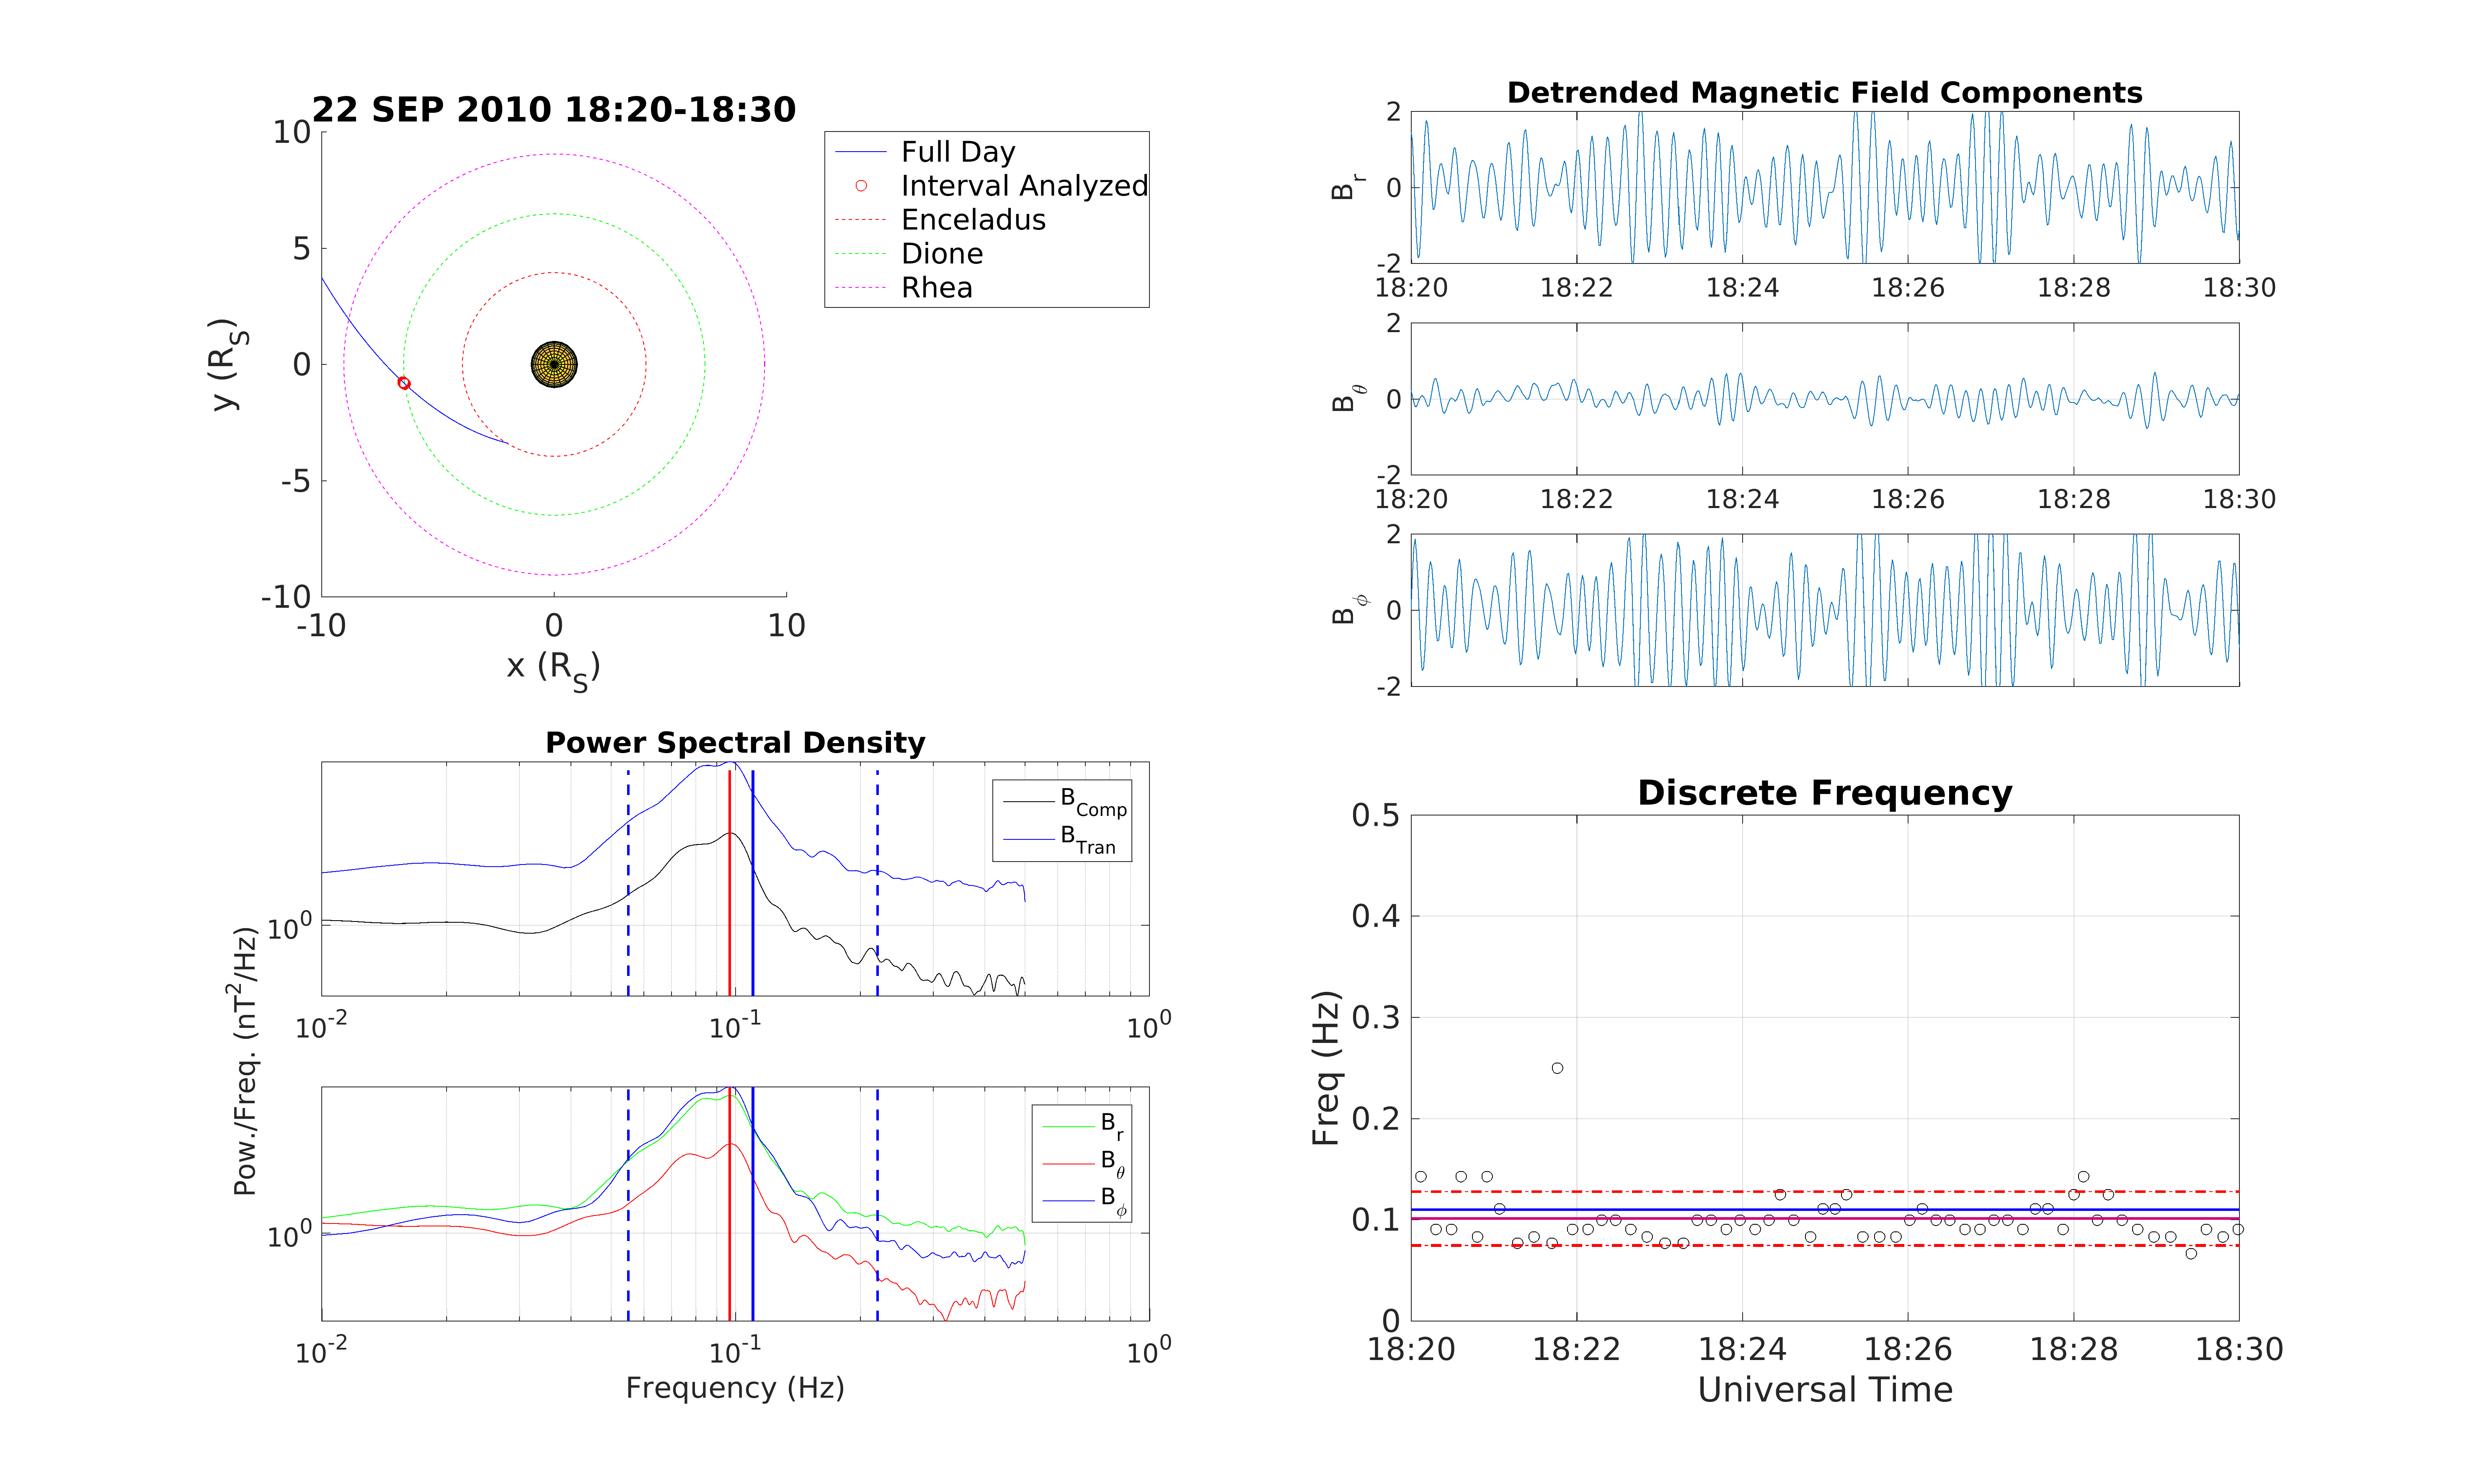 22 SEP 2010 18:20-18:30
10
5
0
-5
-10
-10 0 10
y (R_S)
x (R_S)
Full Day
Interval Analyzed
Enceladus
Dione
Rhea
Detrended Magnetic Field Components
2
0
-2
B_r
18:20 18:22 18:24 18:26 18:28 18:30
2
0
-2
B_θ
18:20 18:22 18:24 18:26 18:28 18:30
2
0
-2
B_ϕ
Power Spectral Density
10^0
10^-2 10^-1 10^0
B_Comp
B_Tran
Pow./Freq. (nT^2/Hz)
10^0
10^-2 10^-1 10^0
B_r
B_θ
B_ϕ
Frequency (Hz)
Discrete Frequency
0.5
0.4
0.3
0.2
0.1
0
Freq (Hz)
18:20 18:22 18:24 18:26 18:28 18:30
Universal Time